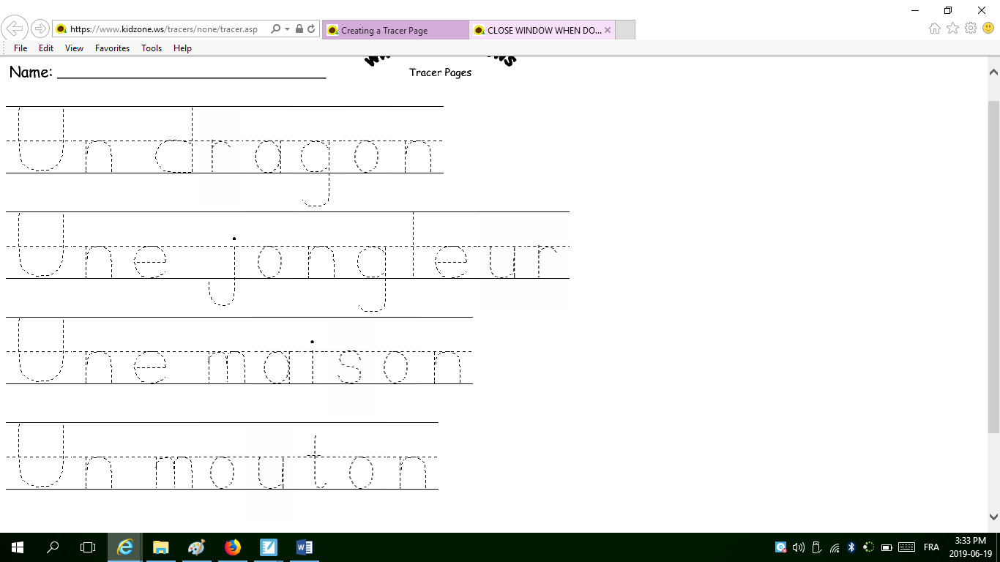 https://www.kidzone.ws/tracers/none/tracer.asp
Creating a Tracer Page
CLOSE WINDOW WHEN DO...
File Edit View Favorites Tools Help
Name:
Tracer Pages
Un dragon
Une jongleur
Une maison
Un mouton
FRA
3:33 PM
2019-06-19